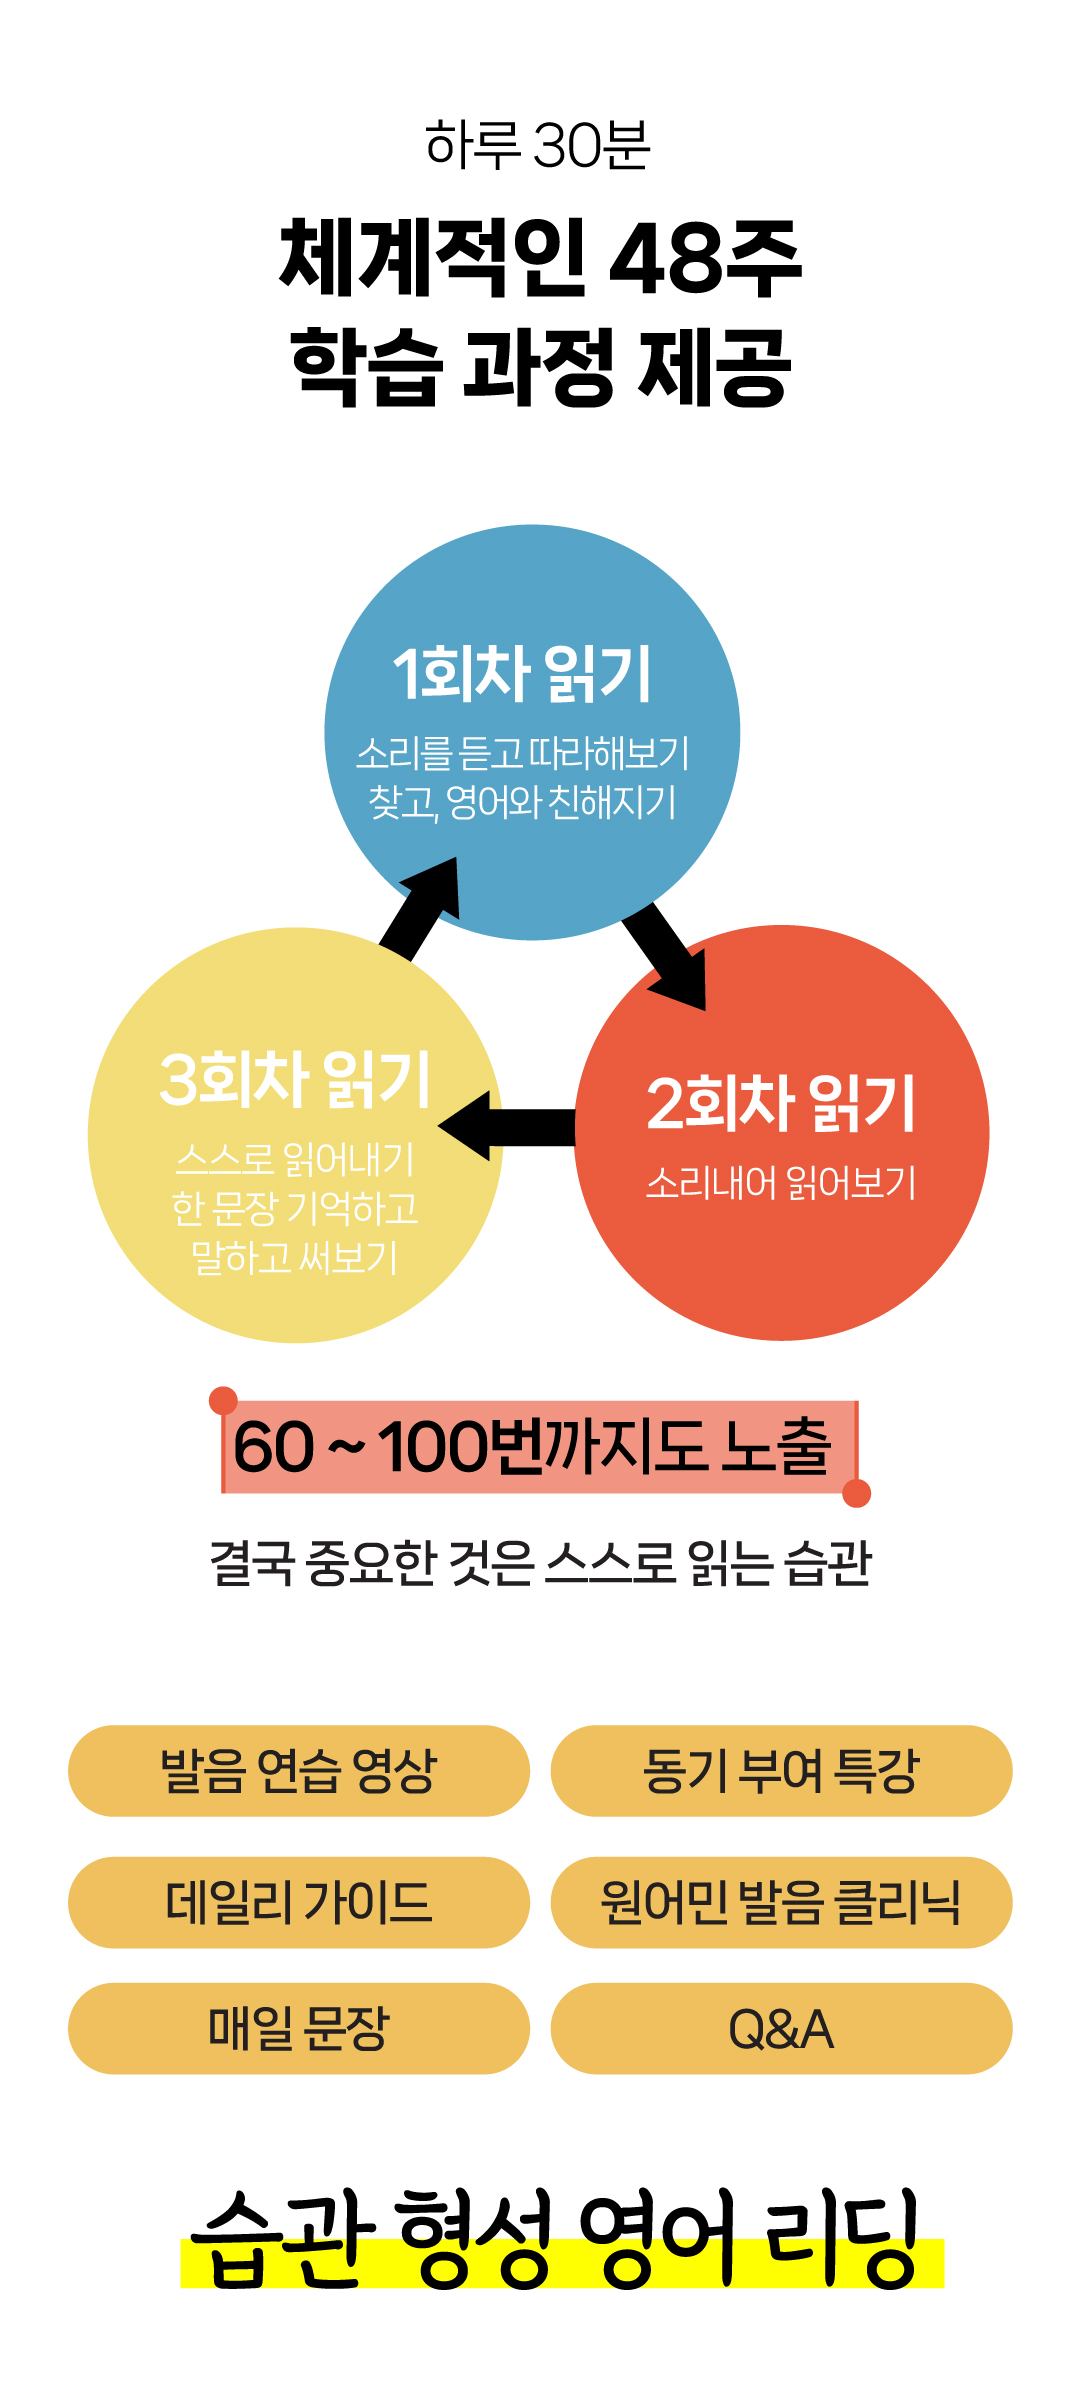 하루 30분
체계적인 48주
학습 과정 제공
1회차 읽기
소리를 듣고 따라해보기
찾고, 영어와 친해지기
2회차 읽기
소리내어 읽어보기
3회차 읽기
스스로 읽어내기
한 문장 기억하고
말하고 써보기
60 ~ 100번까지도 노출
결국 중요한 것은 스스로 읽는 습관
발음 연습 영상
동기 부여 특강
데일리 가이드
원어민 발음 클리닉
매일 문장
Q&A
습관 형성 영어 리딩